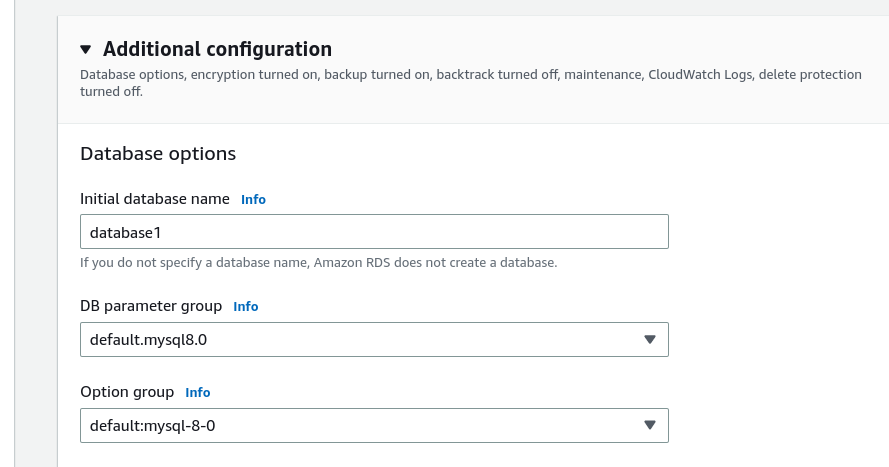 Additional configuration
Database options, encryption turned on, backup turned on, backtrack turned off, maintenance, CloudWatch Logs, delete protection
turned off.
Database options
Initial database name Info
database1
If you do not specify a database name, Amazon RDS does not create a database.
DB parameter group Info
default.mysql8.0
Option group Info
default:mysql-8-0